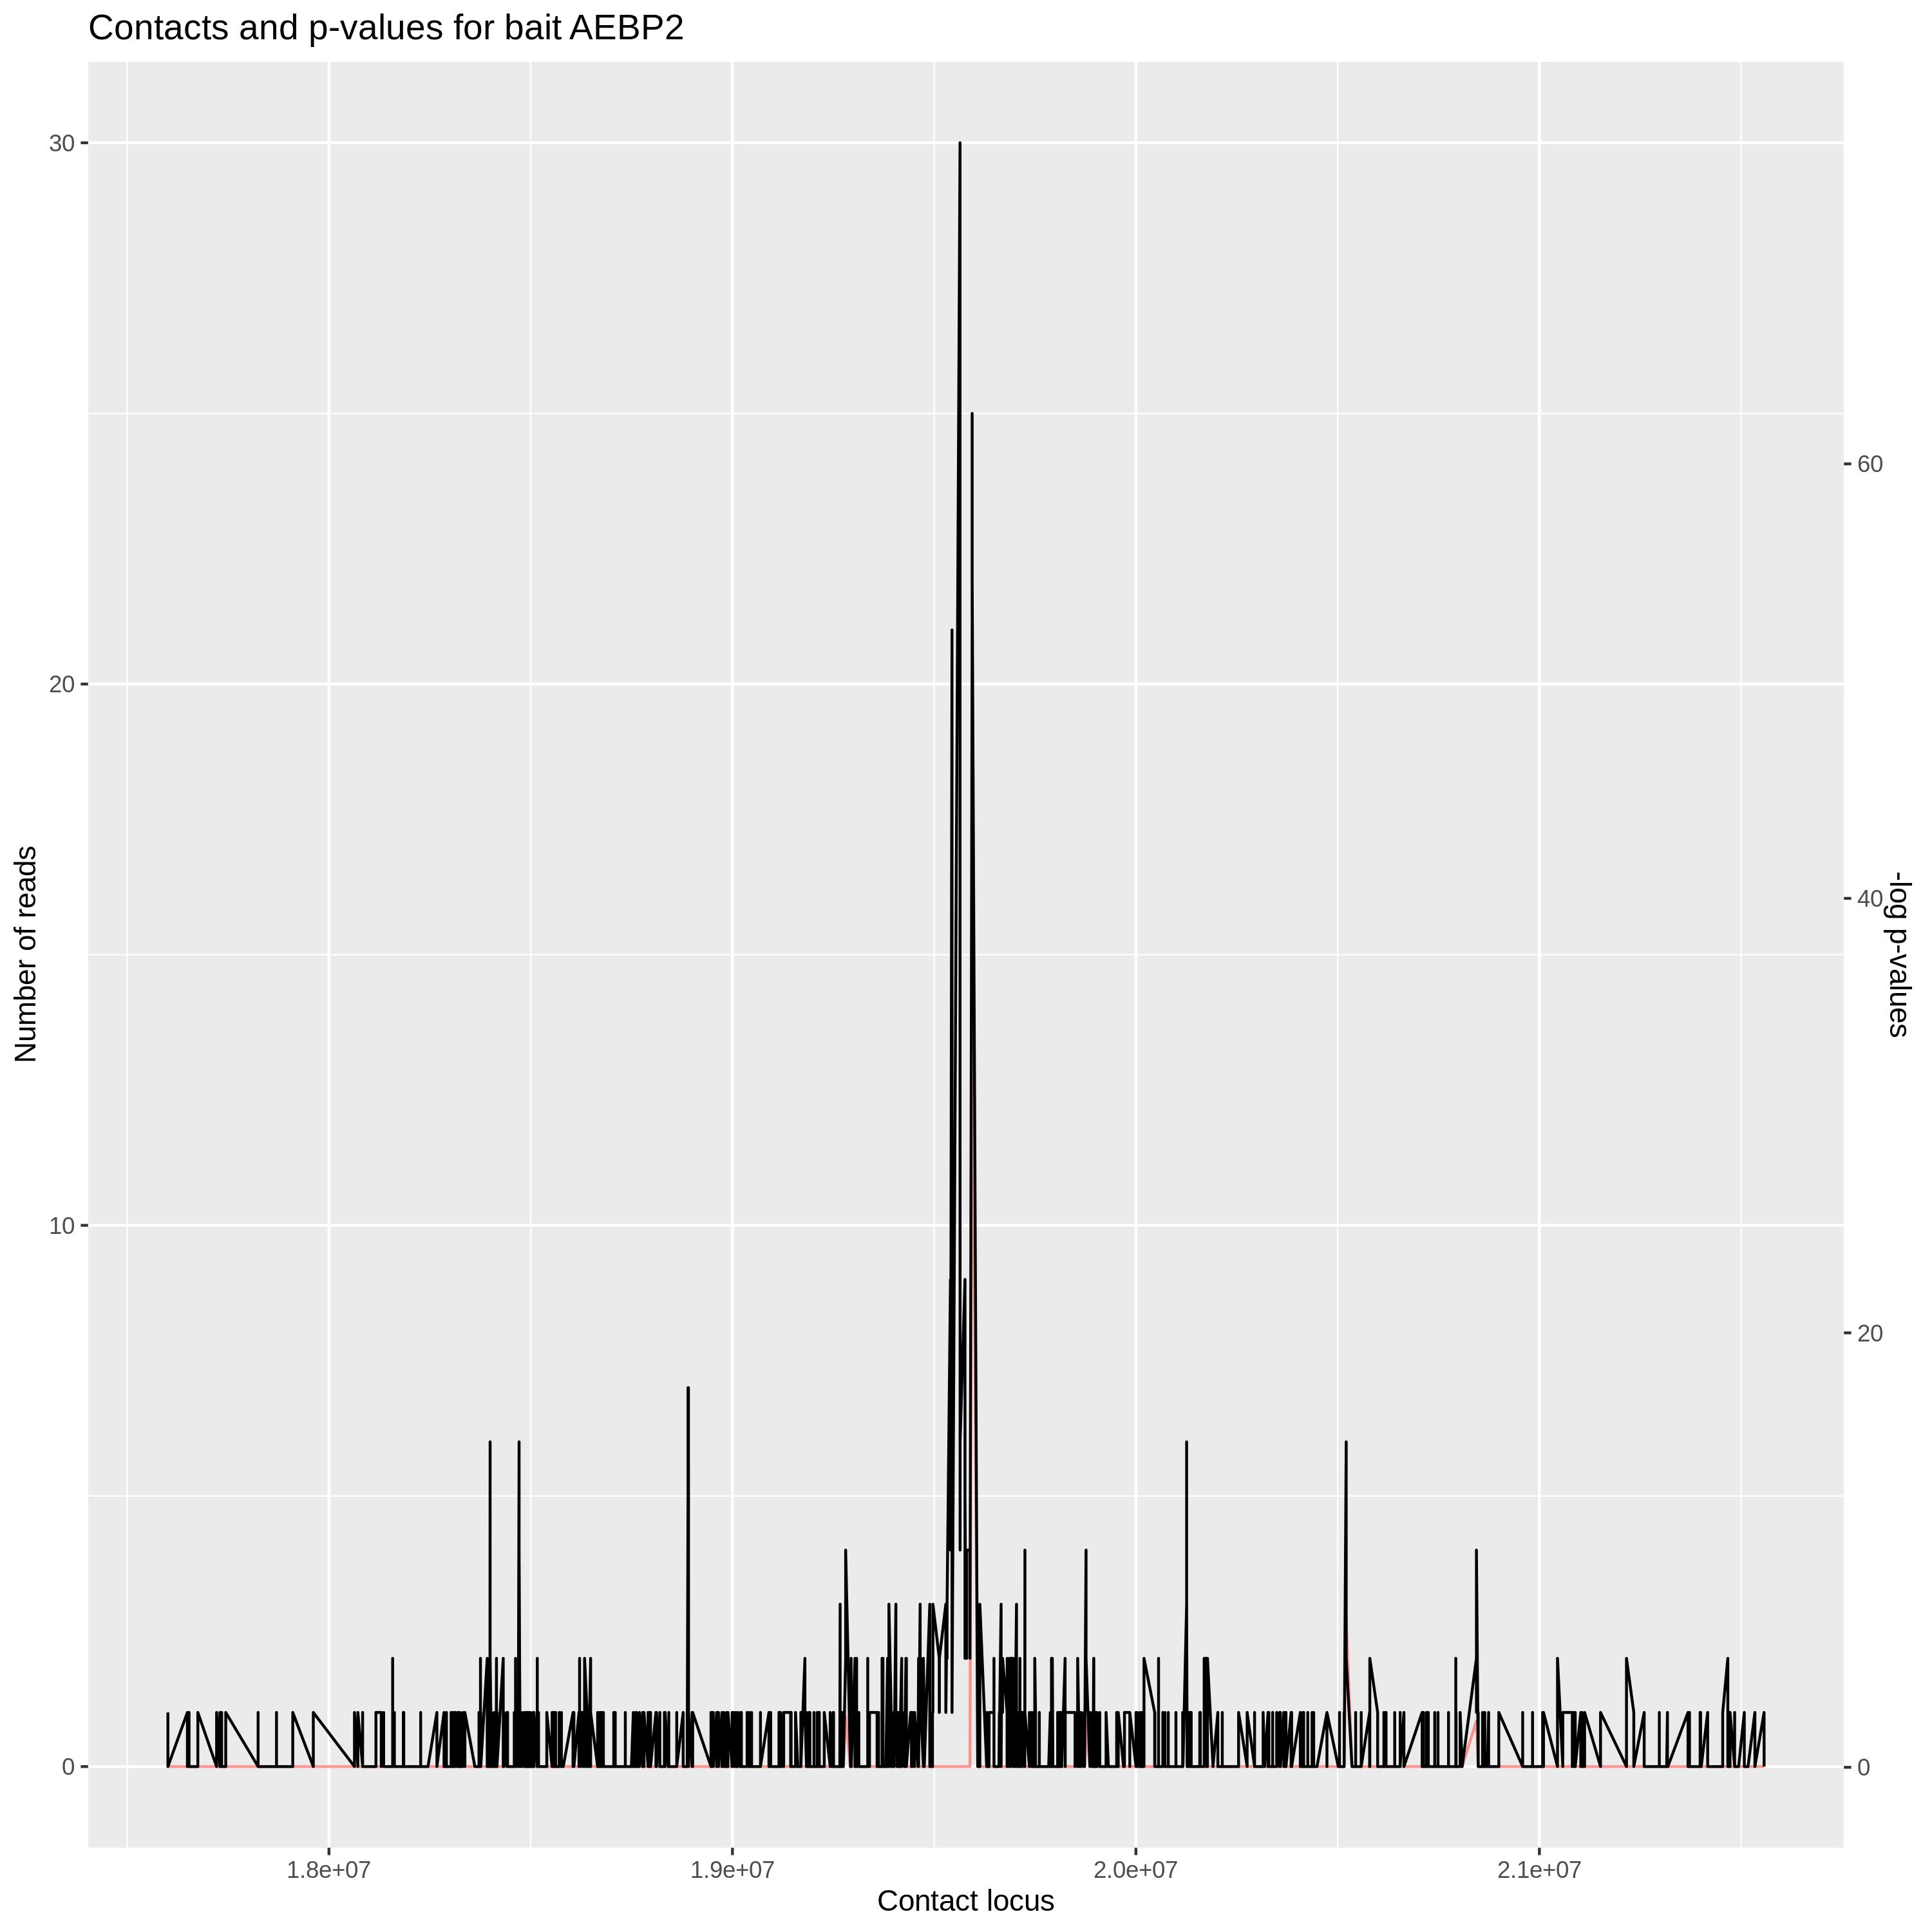 Contacts and p-values for bait AEBP2
30
20
10
0
Number of reads
60
40
20
0
-log p-values
1.8e+07 1.9e+07 2.0e+07 2.1e+07
Contact locus